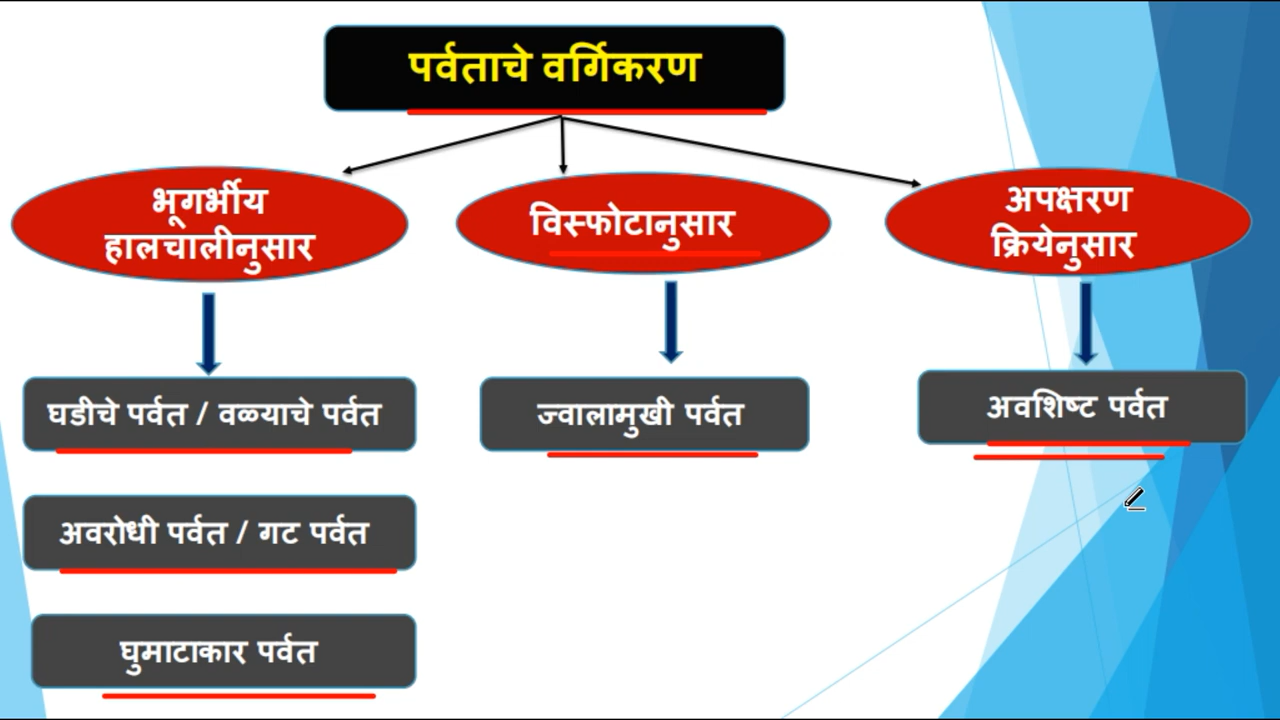 पर्वताचे वर्गिकरण
भूगर्भीय
हालचालीनुसार
विस्फोटानुसार
अपक्षरण
क्रियेनुसार
घडीचे पर्वत / वळ्याचे पर्वत
ज्वालामुखी पर्वत
अवशिष्ट पर्वत
अवरोधी पर्वत / गट पर्वत
घुमाटाकार पर्वत